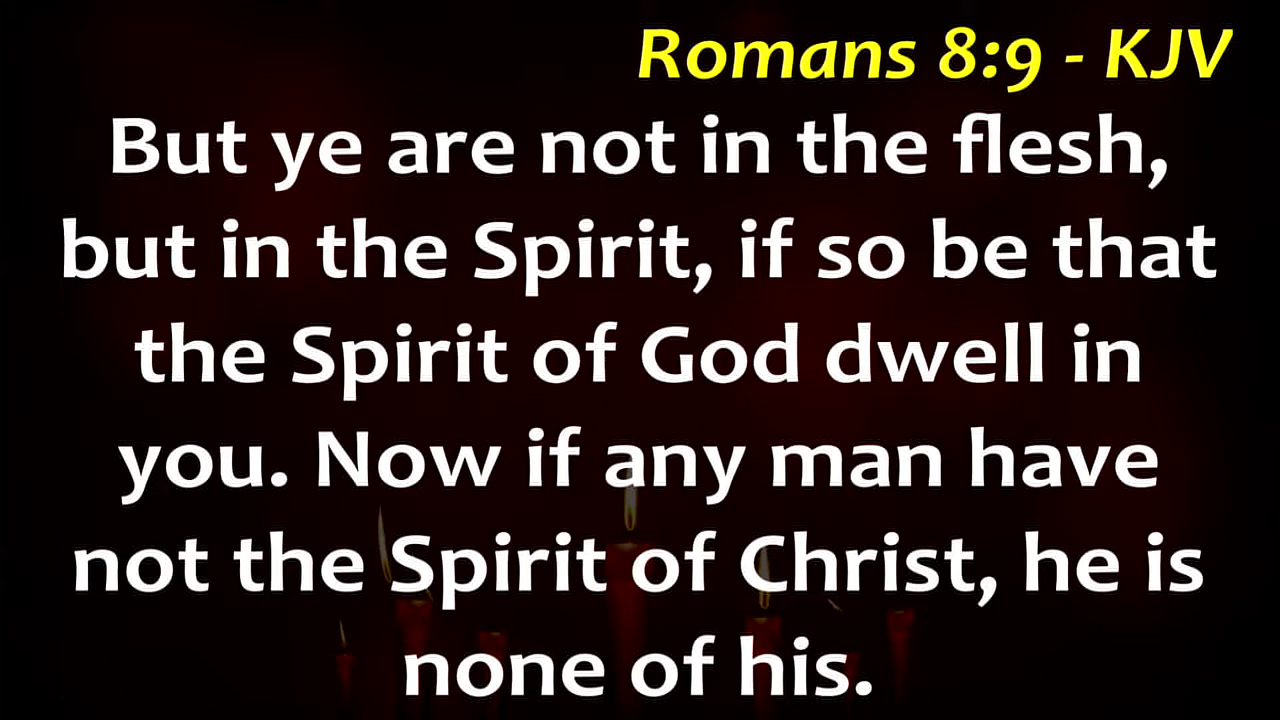 Romans 8:9 - KJV
But ye are not in the flesh,
but in the Spirit, if so be that
the Spirit of God dwell in
you. Now if any man have
not the Spirit of Christ, he is
none of his.